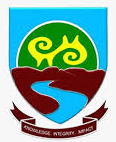 KNOWLEDGE, INTEGRITY, IMPACT